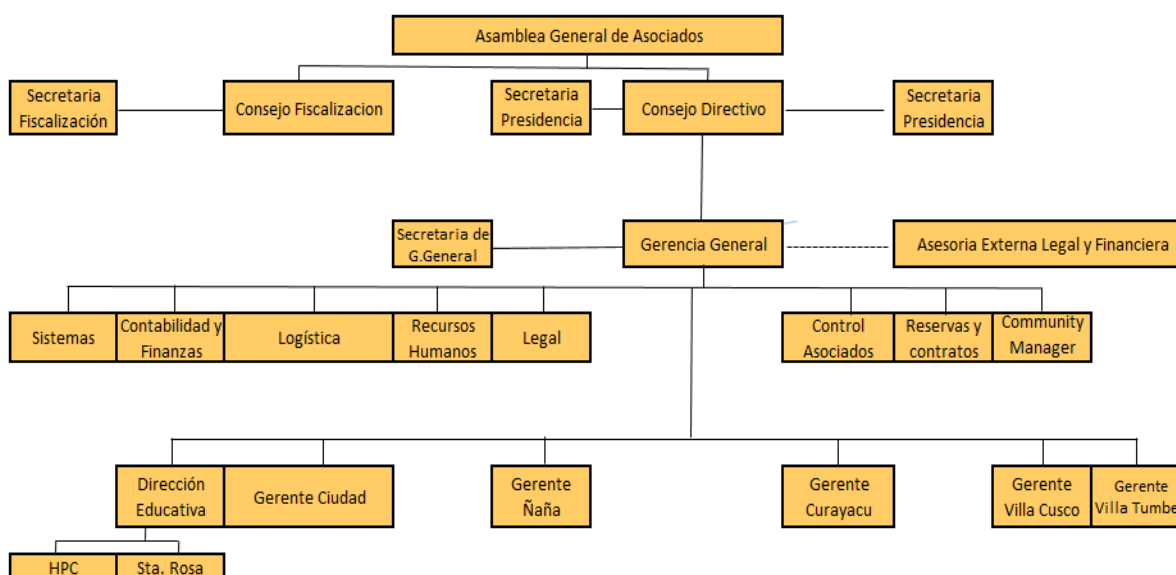 Asamblea General de Asociados
Secretaria
Fiscalización
Consejo Fiscalizacion
Secretaria
Presidencia
Consejo Directivo
Secretaria
Presidencia
Secretaria de
G.General
Gerencia General
Asesoria Externa Legal y Financiera
Sistemas
Contabilidad y
Finanzas
Logística
Recursos
Humanos
Legal
Control
Asociados
Reservas y
contratos
Community
Manager
Dirección
Educativa
Gerente Ciudad
Gerente
Ñaña
Gerente
Curayacu
Gerente
Villa Cusco
Gerente
Villa Tumbe
HPC
Sta. Rosa